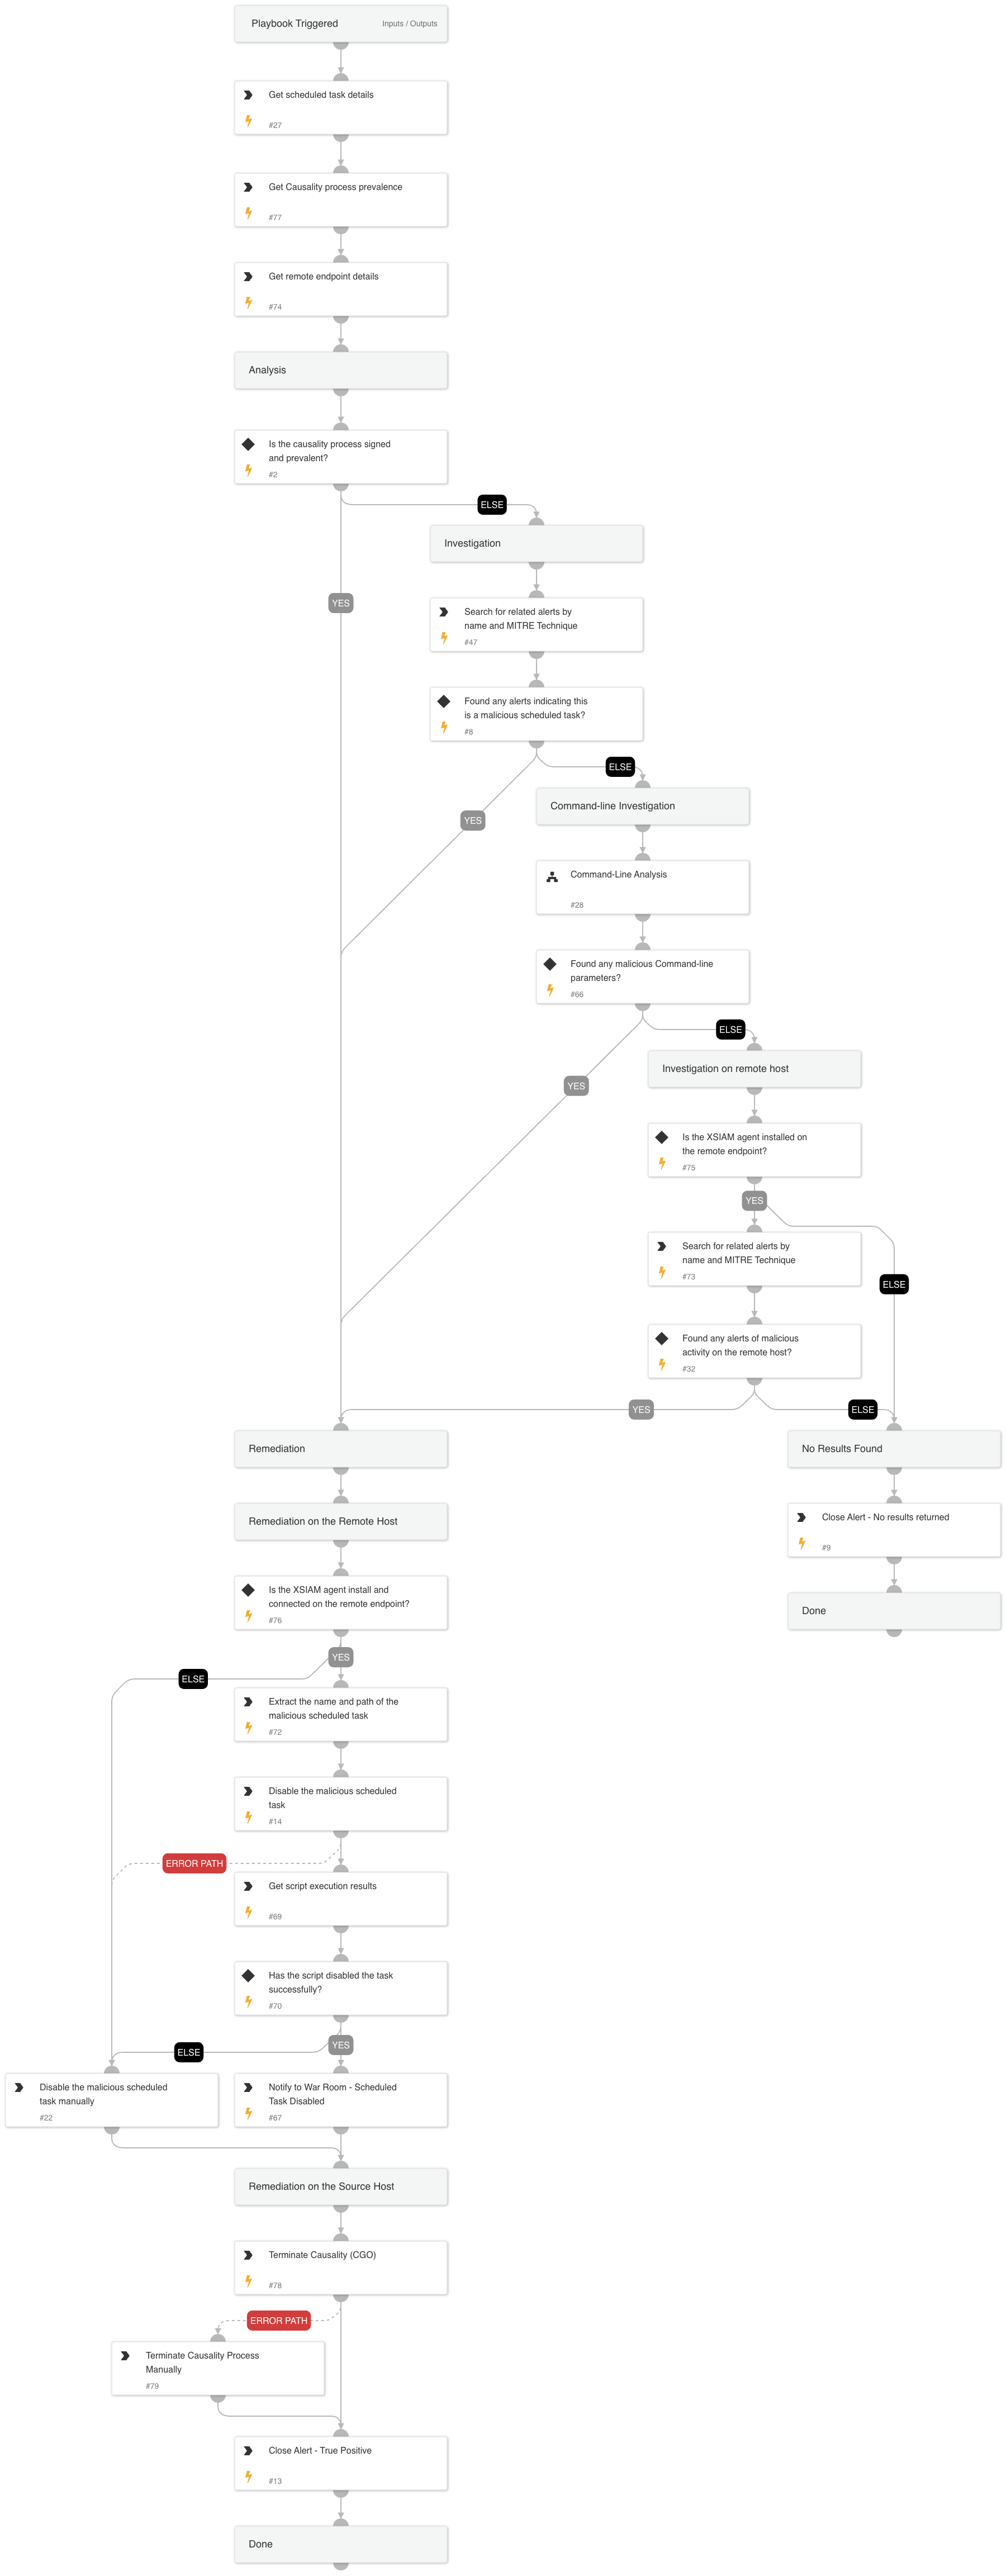 Playbook Triggered
Inputs / Outputs
Get scheduled task details
#27
Get Causality process prevalence
#77
Get remote endpoint details
#74
Analysis
Is the causality process signed
and prevalent?
#2
ELSE
Investigation
YES
Search for related alerts by
name and MITRE Technique
#47
Found any alerts indicating this
is a malicious scheduled task?
#8
ELSE
Command-line Investigation
YES
Command-Line Analysis
#28
Found any malicious Command-line
parameters?
#66
ELSE
Investigation on remote host
YES
Is the XSIAM agent installed on
the remote endpoint?
#75
YES
Search for related alerts by
name and MITRE Technique
#73
ELSE
Found any alerts of malicious
activity on the remote host?
#32
YES
ELSE
Remediation
No Results Found
Remediation on the Remote Host
Close Alert - No results returned
#9
Is the XSIAM agent install and
connected on the remote endpoint?
#76
Done
YES
ELSE
Extract the name and path of the
malicious scheduled task
#72
Disable the malicious scheduled
task
#14
ERROR PATH
Get script execution results
#69
Has the script disabled the task
successfully?
#70
YES
ELSE
Disable the malicious scheduled
task manually
#22
Notify to War Room - Scheduled
Task Disabled
#67
Remediation on the Source Host
Terminate Causality (CGO)
#78
ERROR PATH
Terminate Causality Process
Manually
#79
Close Alert - True Positive
#13
Done